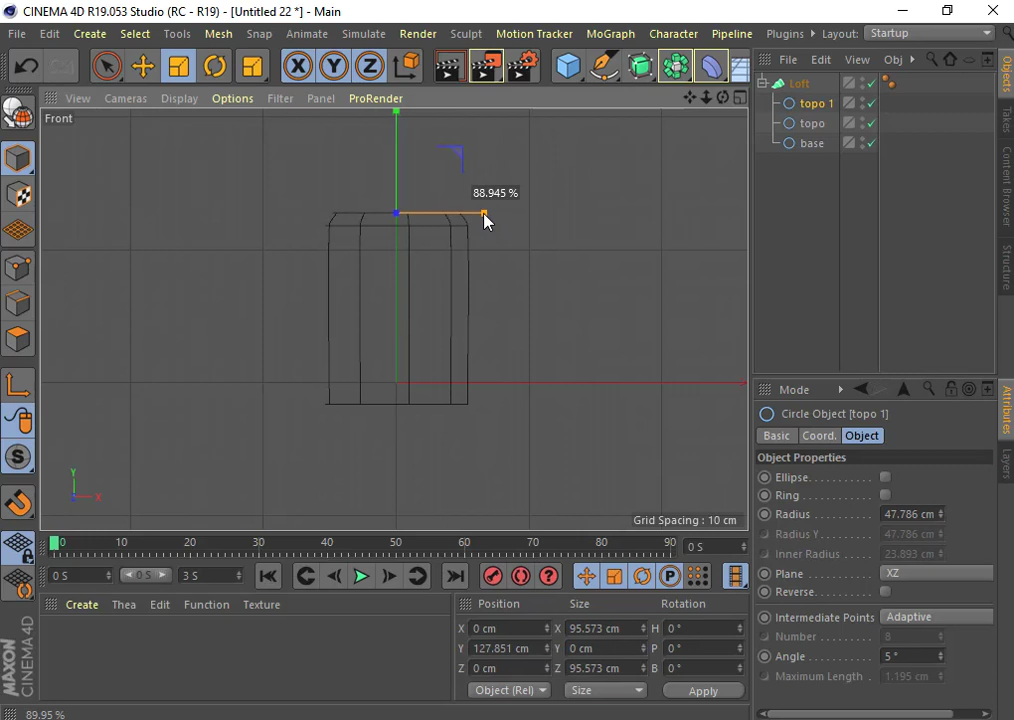 CINEMA 4D R19.053 Studio (RC - R19) - [Untitled 22 *] - Main
File Edit Create Select Tools Mesh Snap Animate Simulate Render Sculpt Motion Tracker MoGraph Character Pipeline Plugins Layout: Startup
X Y Z
File Edit View Obj
View Cameras Display Options Filter Panel ProRender
Front
Loft
topo 1
topo
base
Objects
Takes
Content Browser
Structure
88.945 %
Y
X
Grid Spacing : 10 cm
Mode
Circle Object [topo 1]
Basic Coord. Object
Object Properties
Ellipse
Ring
Radius 47.786 cm
Radius Y 47.786 cm
Inner Radius 23.893 cm
Plane XZ
Reverse
Intermediate Points Adaptive
Number 8
Angle 5 °
Maximum Length 1.195 cm
Attributes
Layers
0 10 20 30 40 50 60 70 80 90 0 S
0 S 0 S 3 S
Create Thea Edit Function Texture
Position Size Rotation
X 0 cm X 95.573 cm H 0 °
Y 127.851 cm Y 0 cm P 0 °
Z 0 cm Z 95.573 cm B 0 °
Object (Rel) Size Apply
MAXON
CINEMA 4D
89.95 %